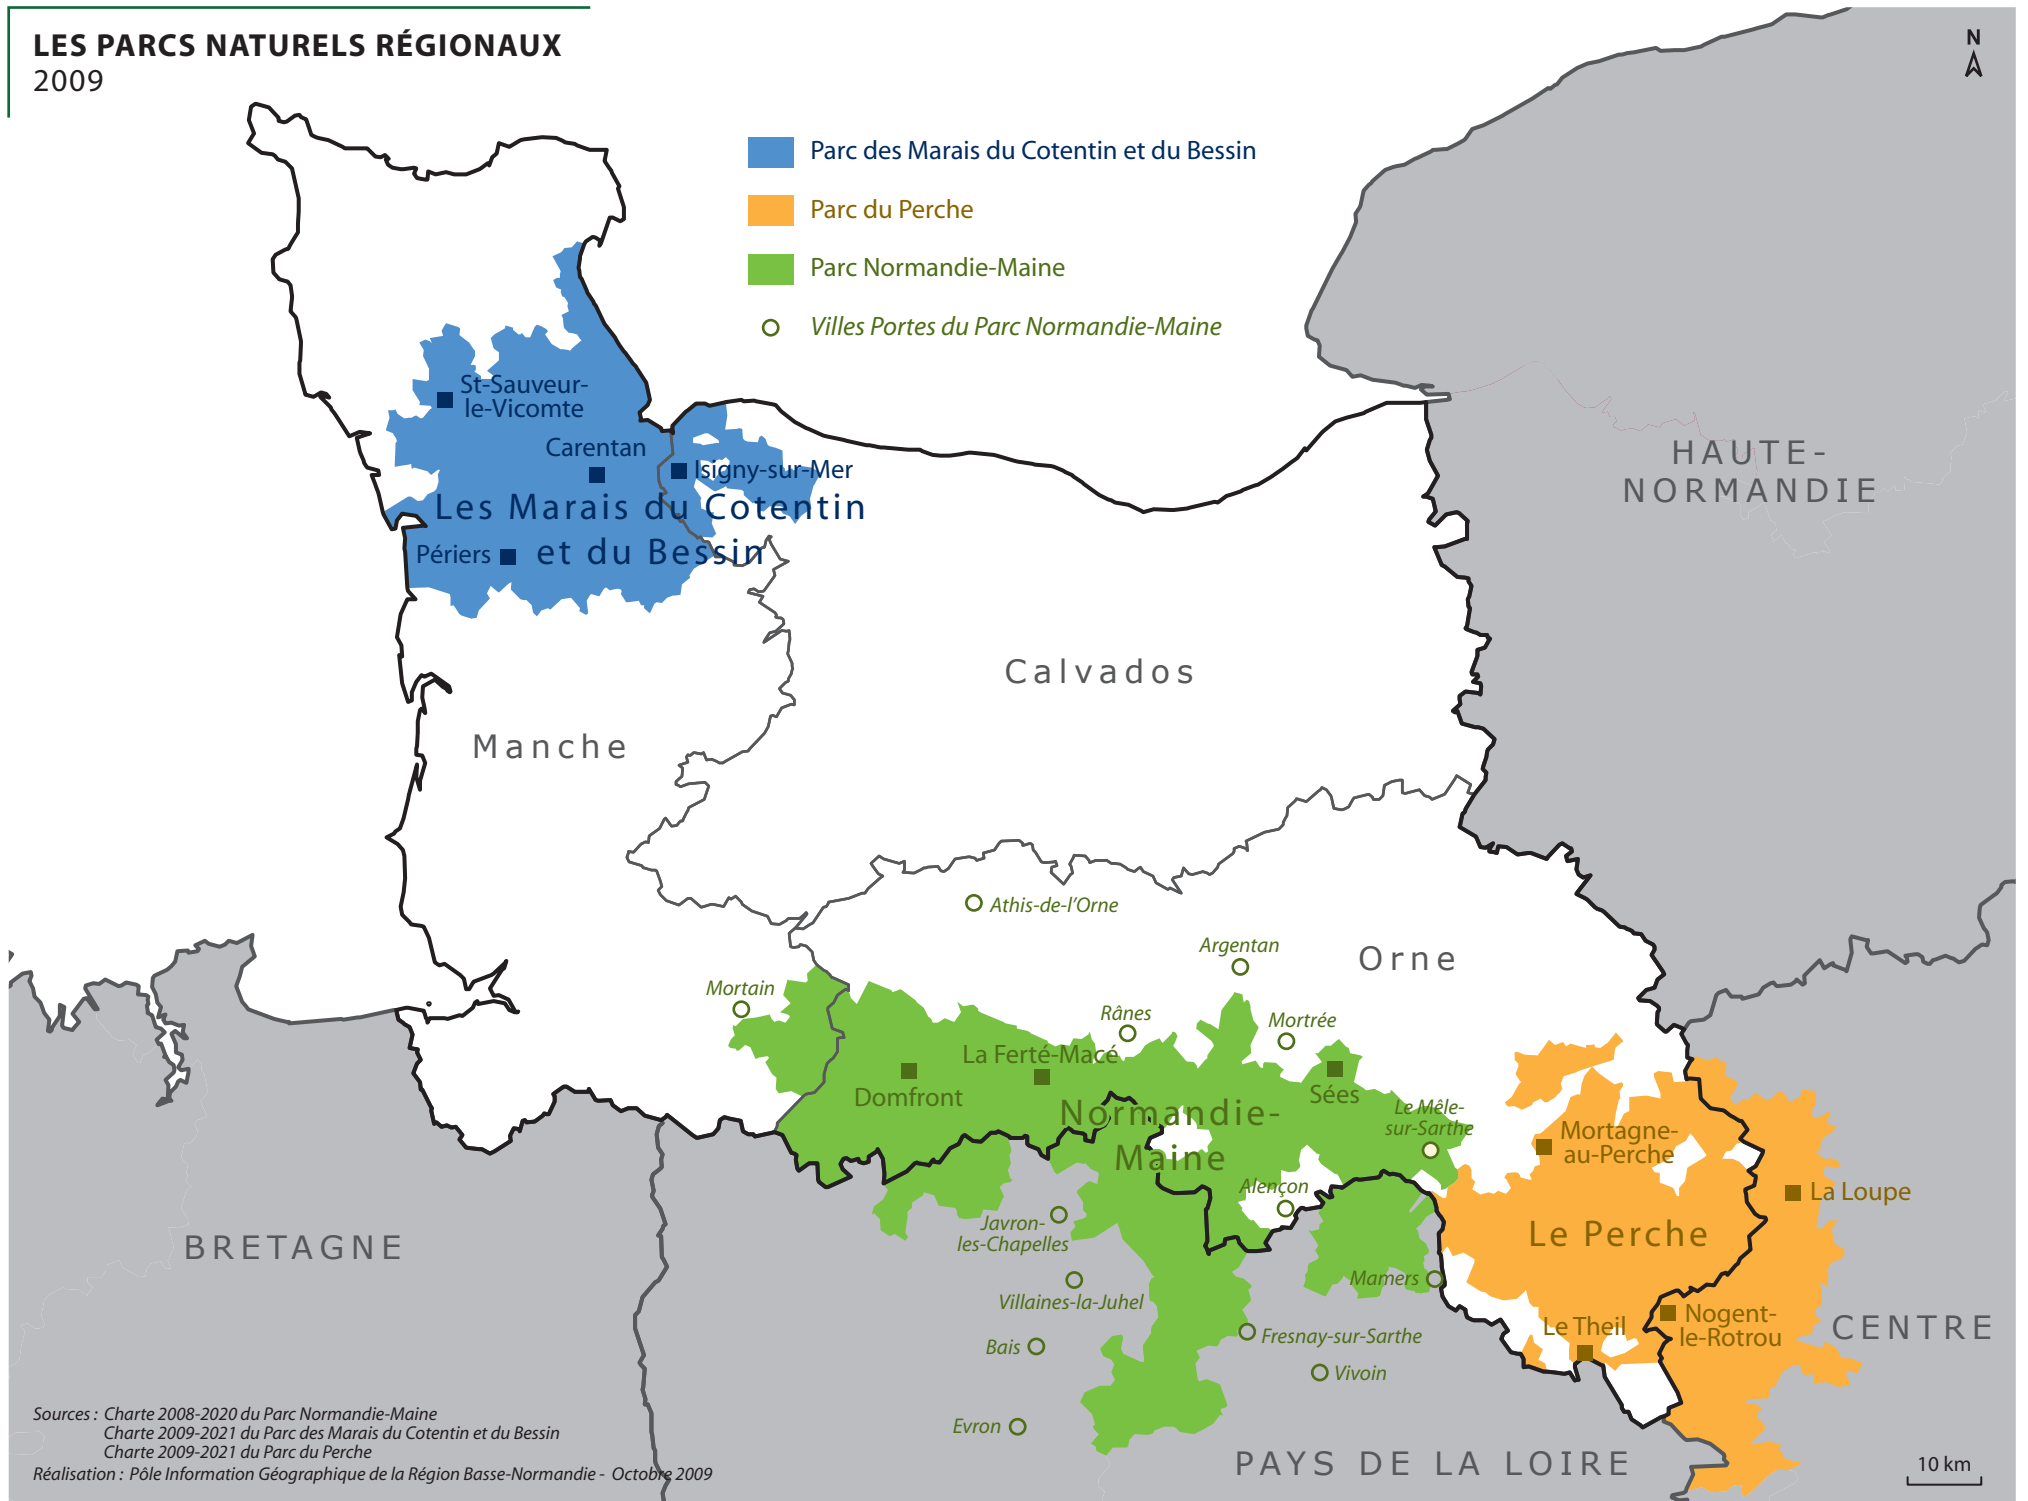 LES PARCS NATURELS RÉGIONAUX
2009
N
Parc des Marais du Cotentin et du Bessin
Parc du Perche
Parc Normandie-Maine
Villes Portes du Parc Normandie-Maine
St-Sauveur-
le-Vicomte
Carentan
Isigny-sur-Mer
Les Marais du Cotentin
et du Bessin
Périers
HAUTE-
NORMANDIE
Calvados
Manche
Athis-de-l'Orne
Argentan
Orne
Mortain
Rânes
Mortrée
La Ferté-Macé
Domfront
Sées
Normandie-
Maine
Le Mêle-
sur-Sarthe
Mortagne-
au-Perche
Alençon
La Loupe
Javron-
les-Chapelles
Le Perche
BRETAGNE
Mamers
Villaines-la-Juhel
Nogent-
le-Rotrou
Le Theil
CENTRE
Bais
Fresnay-sur-Sarthe
Vivoin
Evron
PAYS DE LA LOIRE
10 km
Sources : Charte 2008-2020 du Parc Normandie-Maine
Charte 2009-2021 du Parc des Marais du Cotentin et du Bessin
Charte 2009-2021 du Parc du Perche
Réalisation : Pôle Information Géographique de la Région Basse-Normandie - Octobre 2009